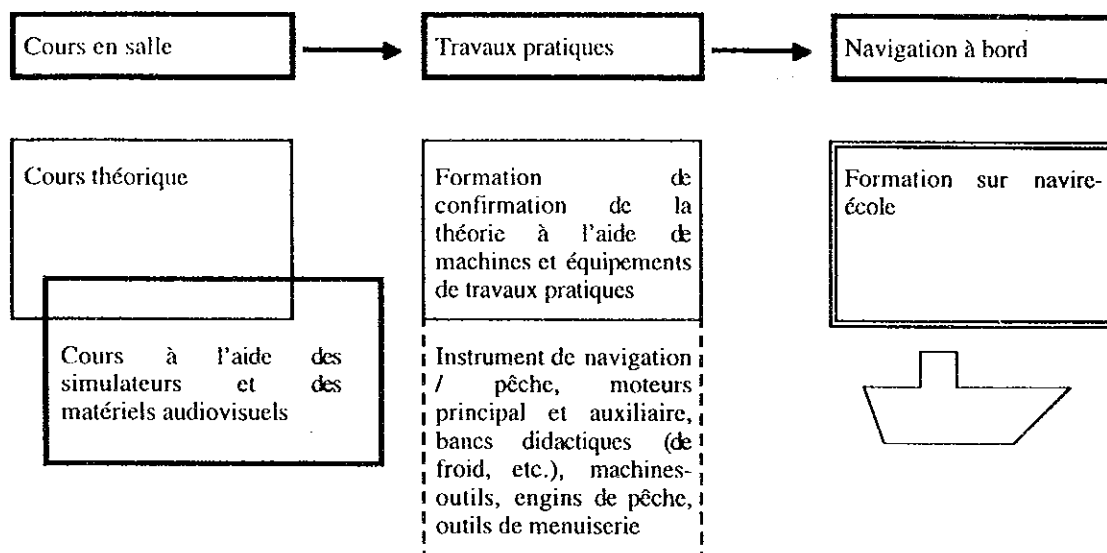 Cours en salle
Travaux pratiques
Navigation à bord
Cours théorique
Cours à l'aide des
simulateurs et des
matériels audiovisuels
Formation de
confirmation de la
théorie à l'aide de
machines et équipements
de travaux pratiques
Instrument de navigation
/ pêche, moteurs
principal et auxiliaire,
bancs didactiques (de
froid, etc.), machines-
outils, engins de pêche,
outils de menuiserie
Formation sur navire-
école